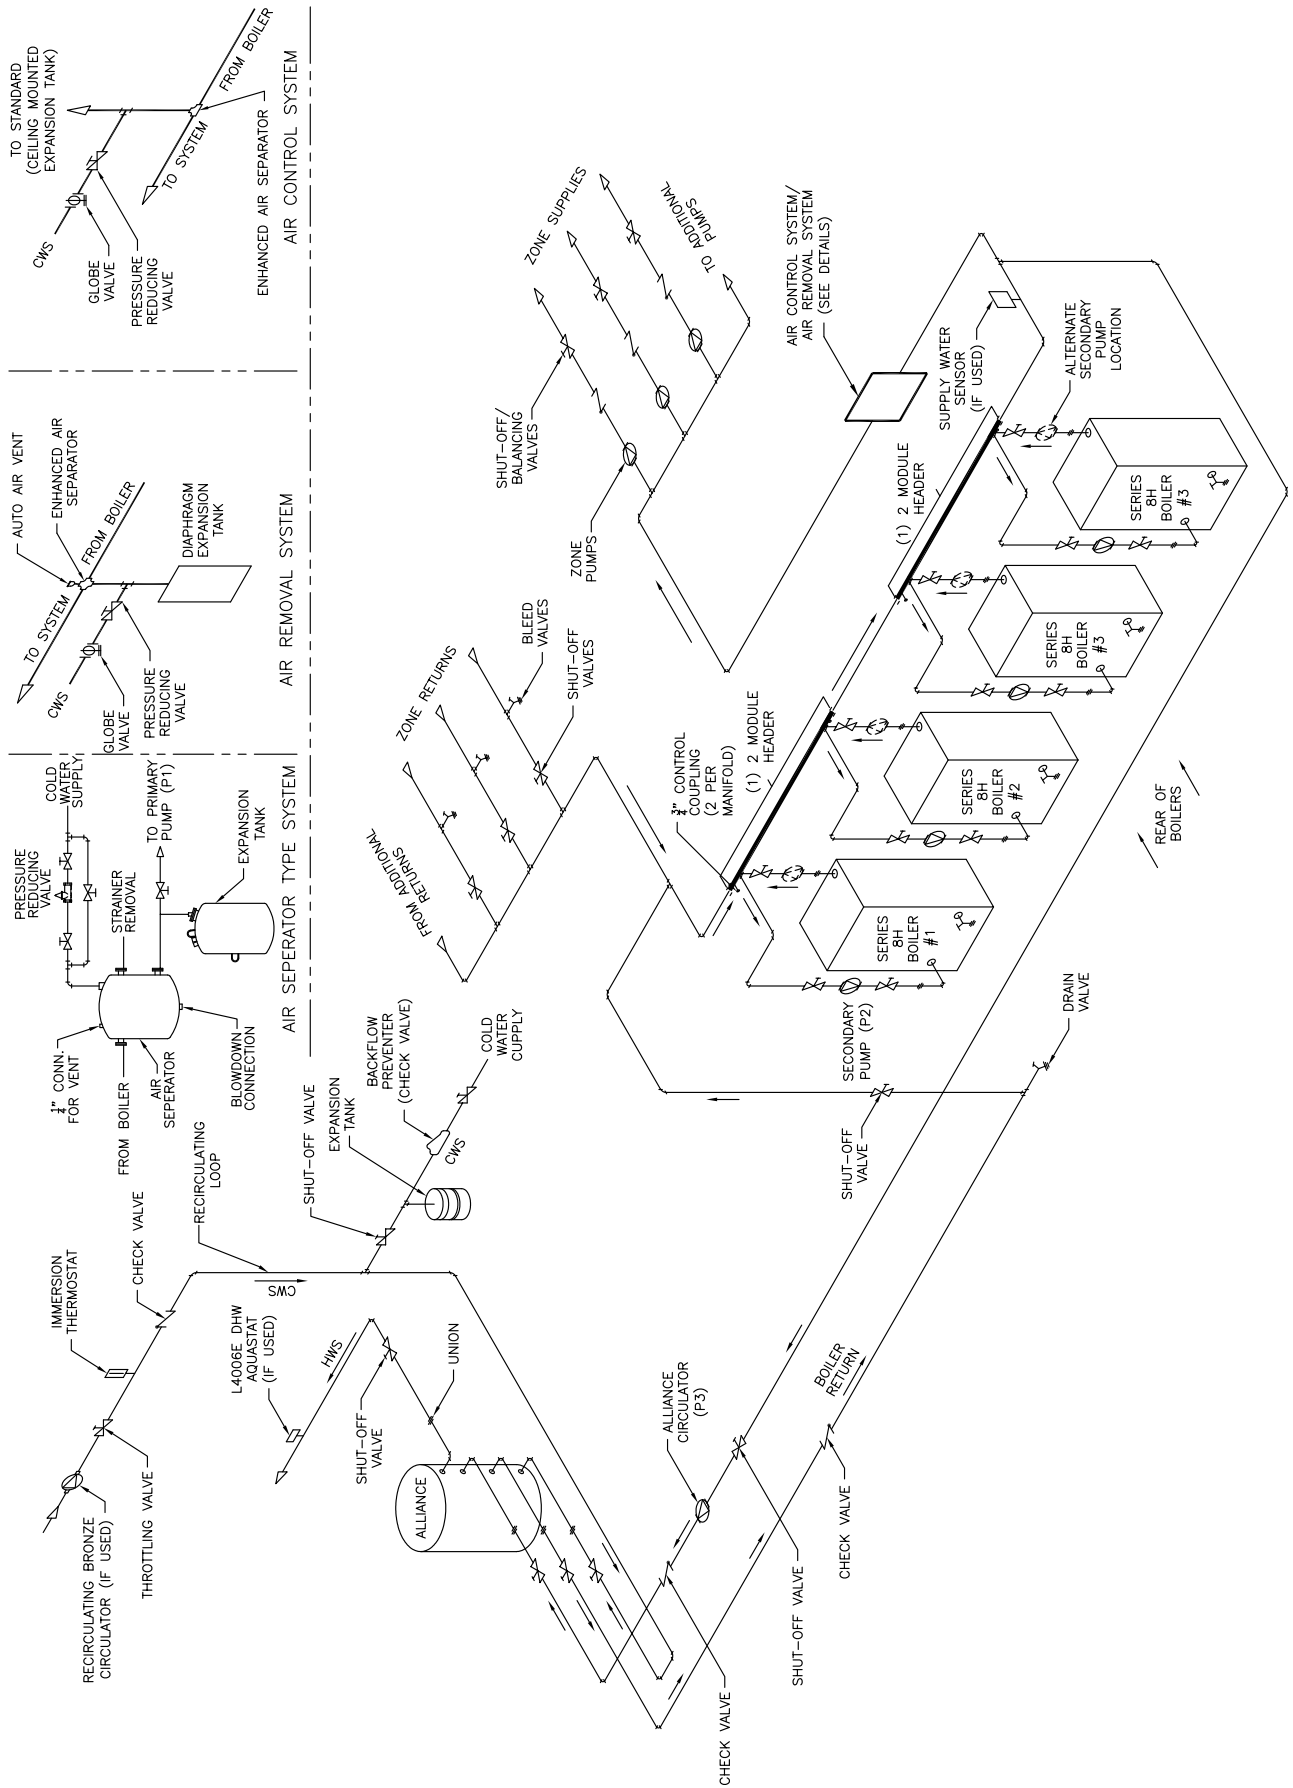 RECIRCULATING BRONZE
CIRCULATOR (IF USED)
THROTTLING VALVE
IMMERSION
THERMOSTAT
CHECK VALVE
RECIRCULATING
LOOP
CWS
L4006E DHW
AQUASTAT
(IF USED)
HWS
SHUT-OFF
VALVE
UNION
ALLIANCE
SHUT-OFF VALVE
EXPANSION
TANK
BACKFLOW
PREVENTER
(CHECK VALVE)
CWS
COLD
WATER
CUPPLY
¾" CONN.
FOR VENT
FROM BOILER
AIR
SEPERATOR
BLOWDOWN
CONNECTION
PRESSURE
REDUCING
VALVE
COLD
WATER
SUPPLY
STRAINER
REMOVAL
TO PRIMARY
PUMP (P1)
EXPANSION
TANK
AIR SEPERATOR TYPE SYSTEM
AUTO AIR VENT
ENHANCED AIR
SEPARATOR
TO SYSTEM
FROM BOILER
CWS
GLOBE
VALVE
PRESSURE
REDUCING
VALVE
DIAPHRAGM
EXPANSION
TANK
AIR REMOVAL SYSTEM
TO STANDARD
(CEILING MOUNTED
EXPANSION TANK)
CWS
GLOBE
VALVE
PRESSURE
REDUCING
VALVE
TO SYSTEM
FROM BOILER
ENHANCED AIR SEPARATOR
AIR CONTROL SYSTEM
FROM ADDITIONAL
RETURNS
ZONE RETURNS
BLEED
VALVES
SHUT-OFF
VALVES
SHUT-OFF/
BALANCING
VALVES
ZONE SUPPLIES
ZONE
PUMPS
TO ADDITIONAL
PUMPS
AIR CONTROL SYSTEM/
AIR REMOVAL SYSTEM
(SEE DETAILS)
¾" CONTROL
COUPLING
(2 PER
MANIFOLD)
(1) 2 MODULE
HEADER
(1) 2 MODULE
HEADER
SUPPLY WATER
SENSOR
(IF USED)
ALTERNATE
SECONDARY
PUMP
LOCATION
SECONDARY
PUMP (P2)
SERIES
8H
BOILER
#1
SERIES
8H
BOILER
#2
SERIES
8H
BOILER
#3
SERIES
8H
BOILER
#3
SHUT-OFF
VALVE
DRAIN
VALVE
REAR OF
BOILERS
ALLIANCE
CIRCULATOR
(P3)
BOILER
RETURN
CHECK VALVE
SHUT-OFF VALVE
CHECK VALVE